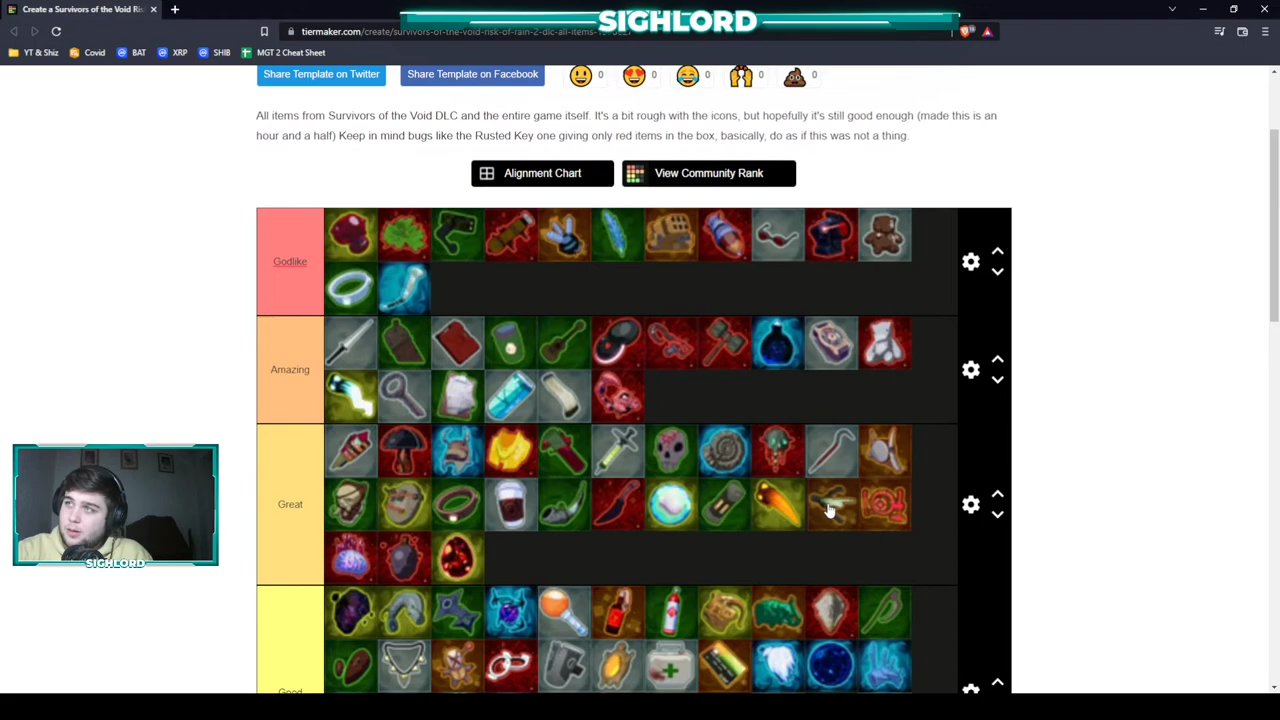 Create a Survivors of the Void Ris
SIGHLORD
tiermaker.com/create/survivors-of-the-void-risk-of-rain-2-dlc-all-items-
YT & Shiz
Covid
BAT
XRP
SHIB
MGT 2 Cheat Sheet
Share Template on Twitter
Share Template on Facebook
0
0
0
0
0
All items from Survivors of the Void DLC and the entire game itself. It's a bit rough with the icons, but hopefully it's still good enough (made this is an
hour and a half) Keep in mind bugs like the Rusted Key one giving only red items in the box, basically, do as if this was not a thing.
Alignment Chart
View Community Rank
Godlike
Amazing
Great
Good
SIGHLORD